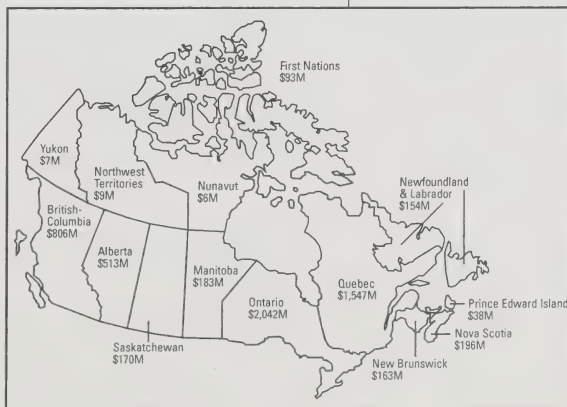 First Nations
$93M
Yukon
$7M
Northwest
Territories
$9M
Nunavut
$6M
Newfoundland
& Labrador
$154M
British-
Columbia
$806M
Alberta
$513M
Manitoba
$183M
Quebec
$1,547M
Ontario
$2,042M
Prince Edward Island
$38M
Nova Scotia
$196M
Saskatchewan
$170M
New Brunswick
$163M